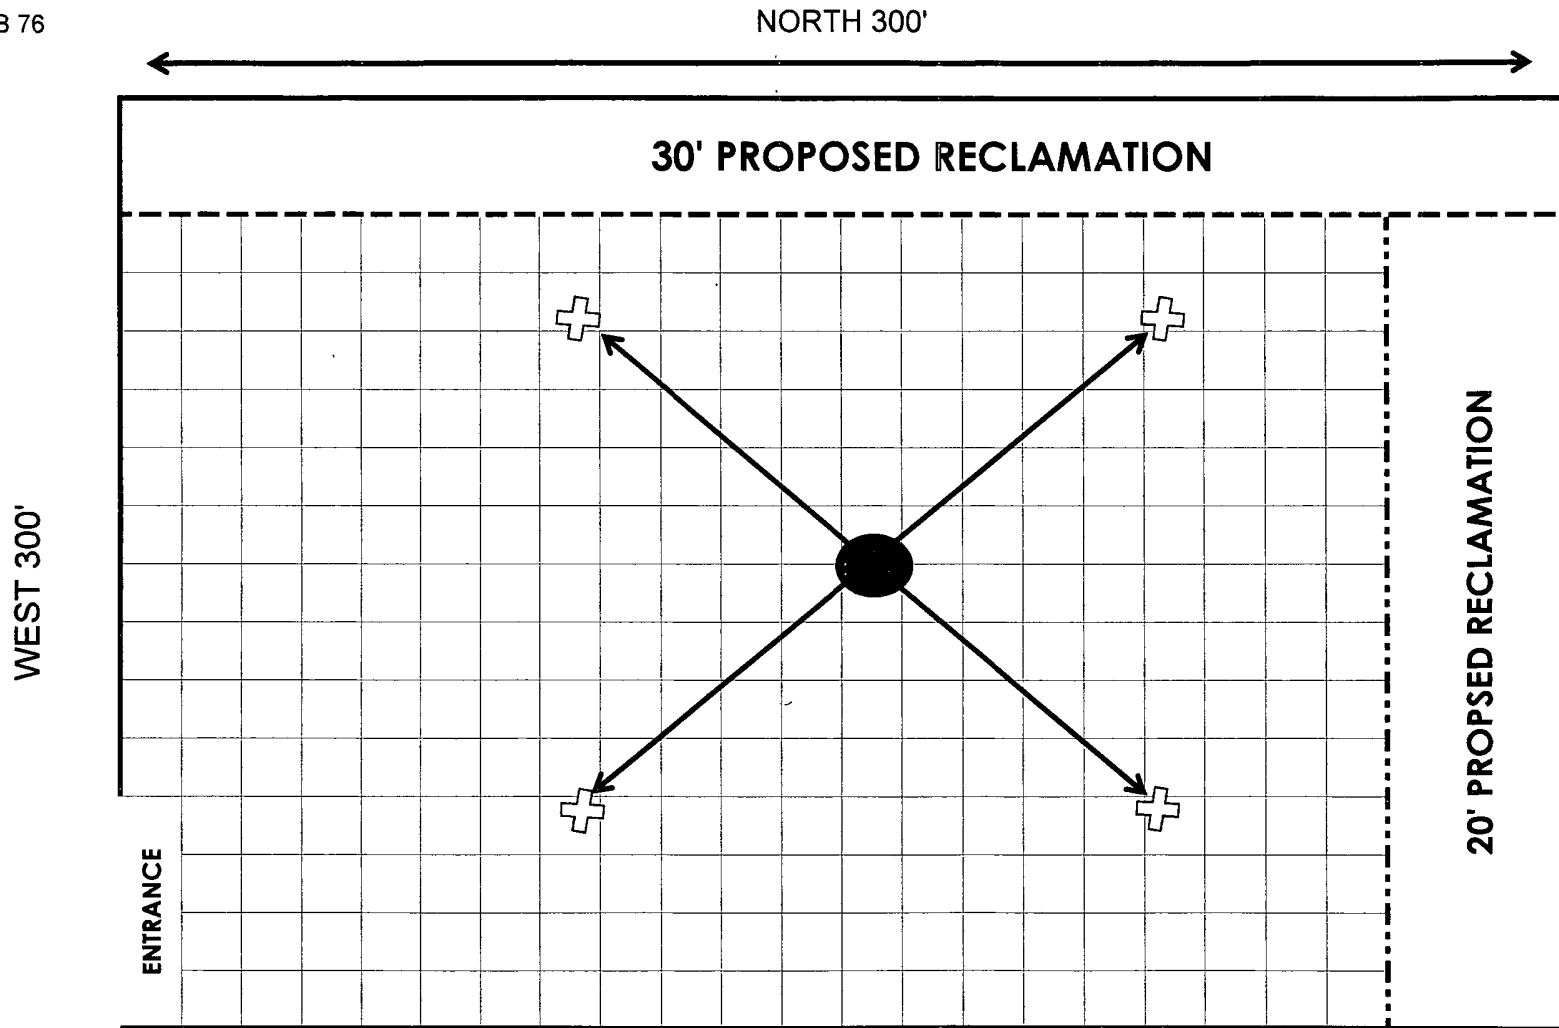 B 76
NORTH 300'
30' PROPOSED RECLAMATION
WEST 300'
20' PROPSED RECLAMATION
ENTRANCE